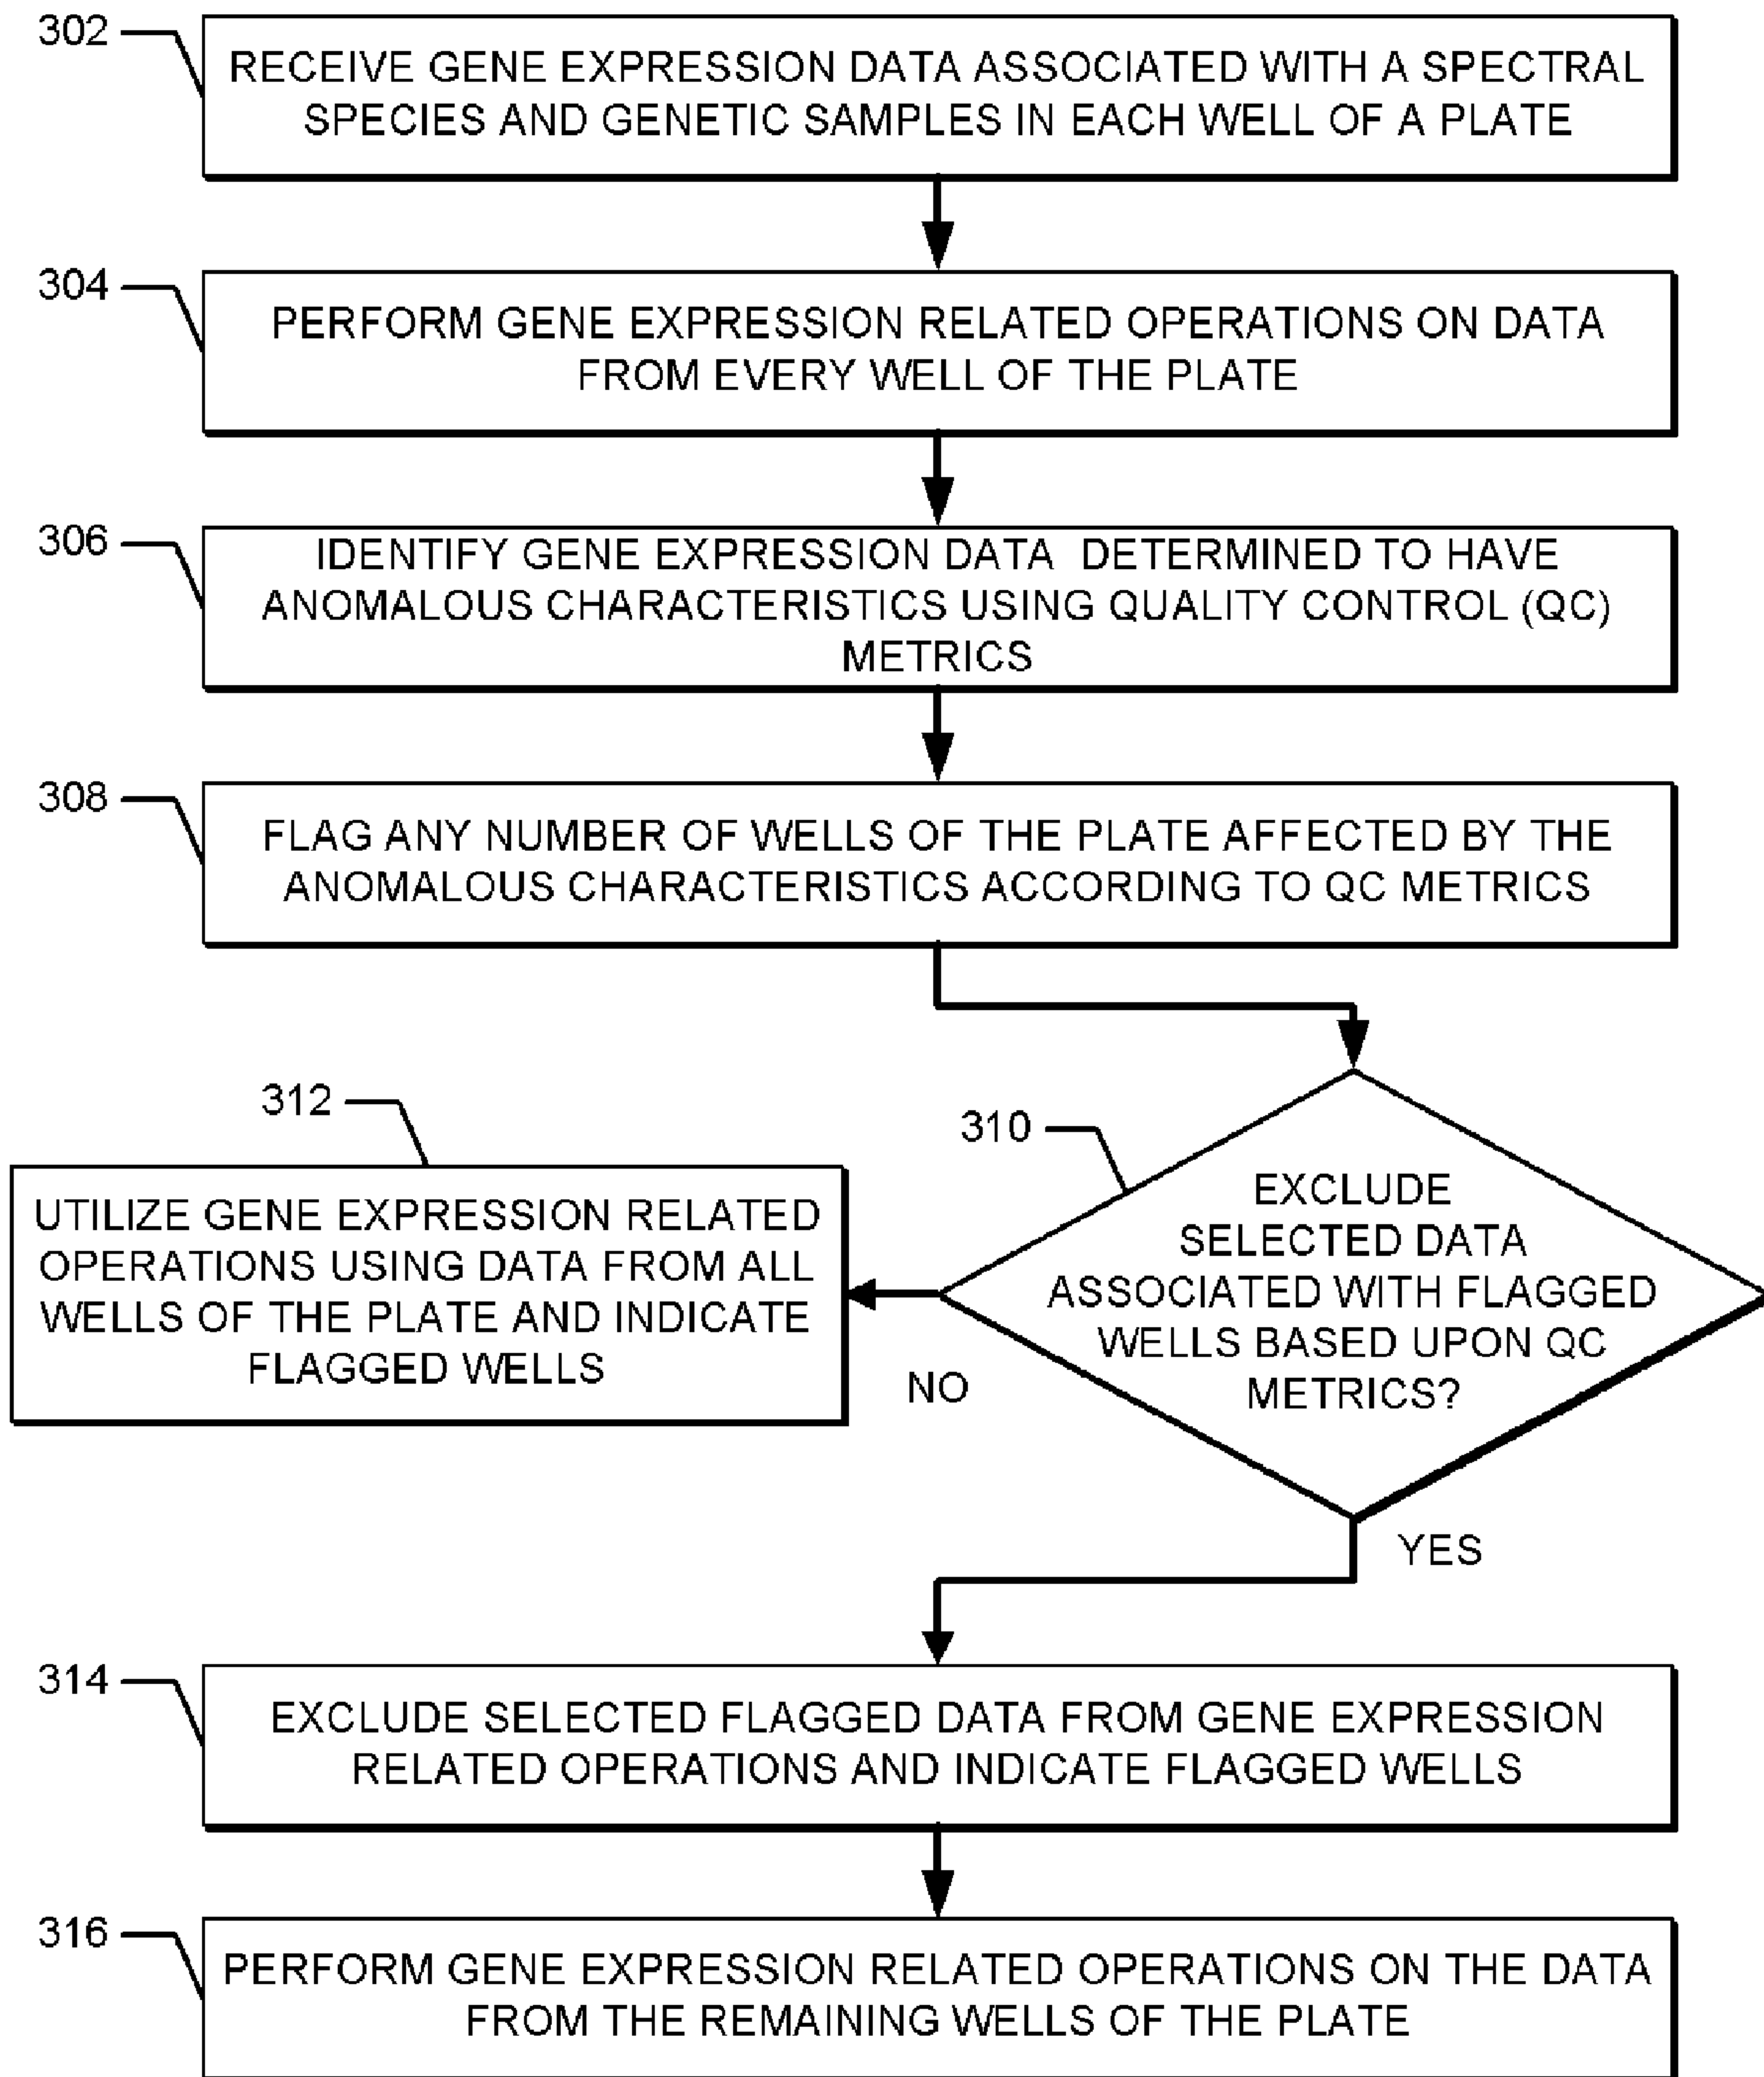 302
RECEIVE GENE EXPRESSION DATA ASSOCIATED WITH A SPECTRAL
SPECIES AND GENETIC SAMPLES IN EACH WELL OF A PLATE
304
PERFORM GENE EXPRESSION RELATED OPERATIONS ON DATA
FROM EVERY WELL OF THE PLATE
306
IDENTIFY GENE EXPRESSION DATA DETERMINED TO HAVE
ANOMALOUS CHARACTERISTICS USING QUALITY CONTROL (QC)
METRICS
308
FLAG ANY NUMBER OF WELLS OF THE PLATE AFFECTED BY THE
ANOMALOUS CHARACTERISTICS ACCORDING TO QC METRICS
310
EXCLUDE
SELECTED DATA
ASSOCIATED WITH FLAGGED
WELLS BASED UPON QC
METRICS?
312
UTILIZE GENE EXPRESSION RELATED
OPERATIONS USING DATA FROM ALL
WELLS OF THE PLATE AND INDICATE
FLAGGED WELLS
NO
YES
314
EXCLUDE SELECTED FLAGGED DATA FROM GENE EXPRESSION
RELATED OPERATIONS AND INDICATE FLAGGED WELLS
316
PERFORM GENE EXPRESSION RELATED OPERATIONS ON THE DATA
FROM THE REMAINING WELLS OF THE PLATE